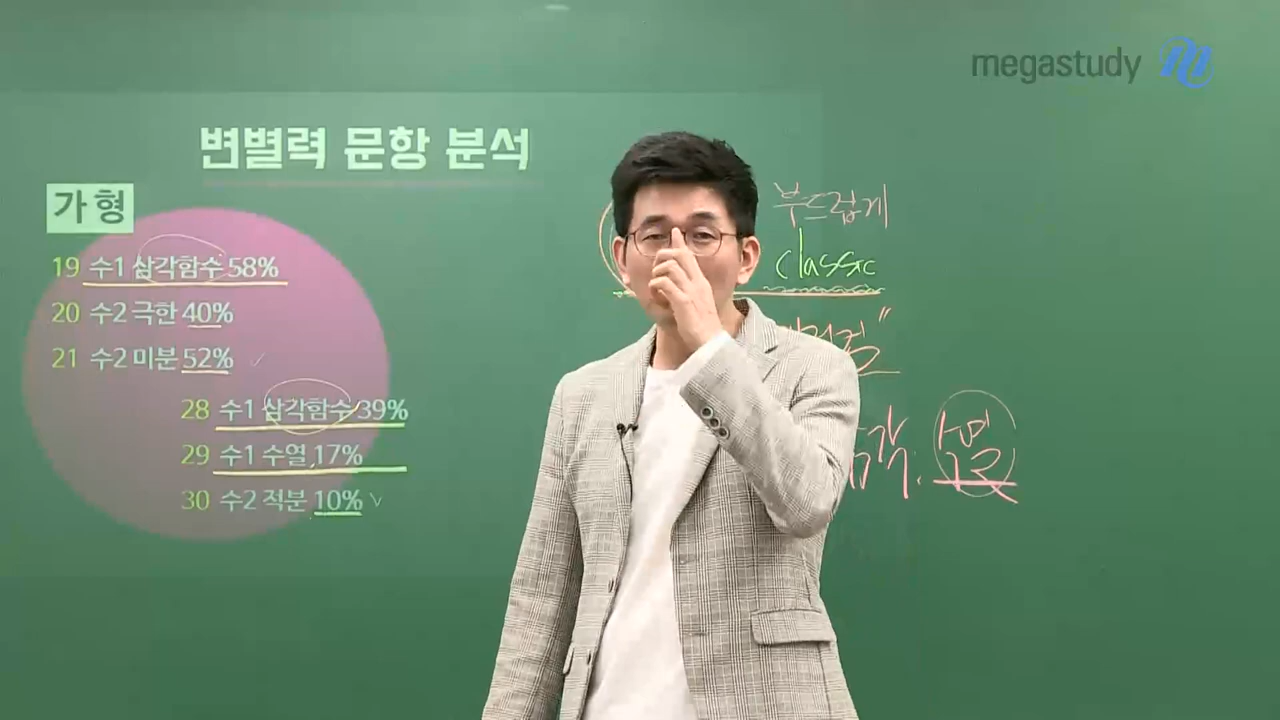 megastudy
변별력 문항 분석
가 형
19 수1 삼각함수 58%
20 수2 극한 40%
21 수2 미분 52%
28 수1 삼각함수 39%
29 수1 수열 17%
30 수2 적분 10%
부드럽게
classic